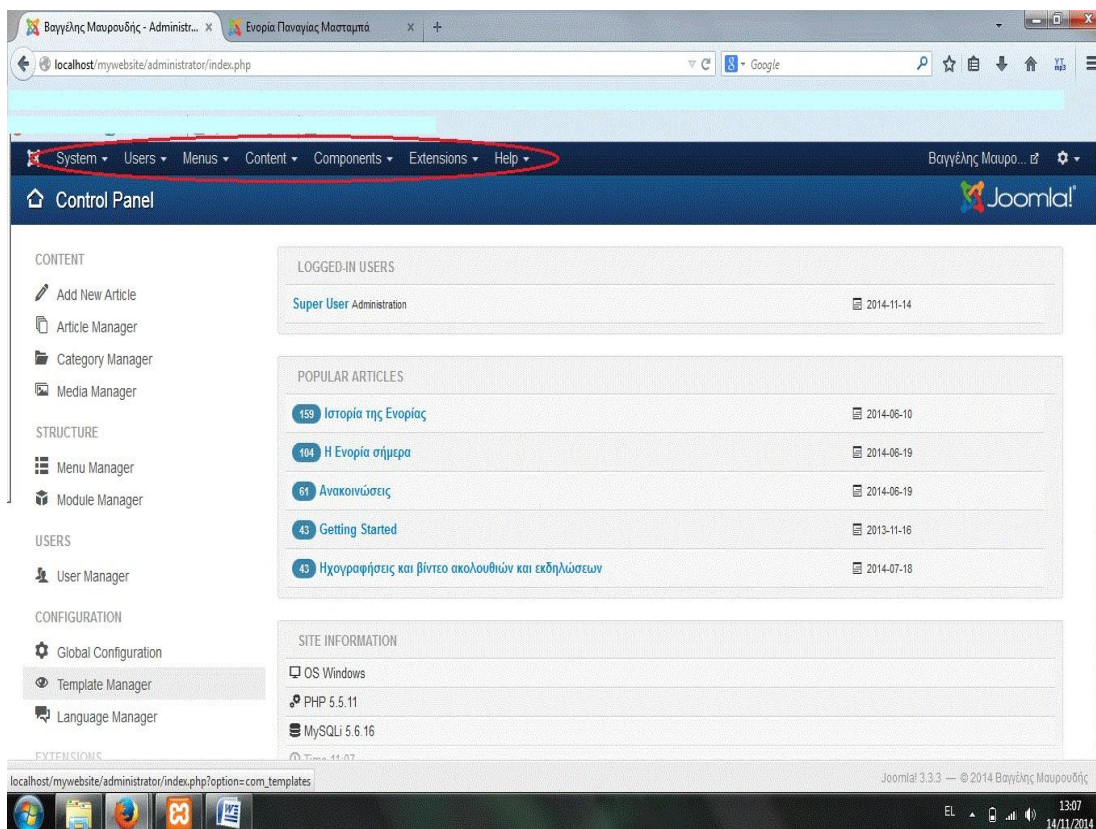 Βαγγέλης Μαυρουδής - Administr... × Ενορία Παναγίας Μασταμπά × +
localhost/mywebsite/administrator/index.php Google
System Users Menus Content Components Extensions Help Βαγγέλης Μαυρο...
Control Panel Joomla!
CONTENT
Add New Article
Article Manager
Category Manager
Media Manager
STRUCTURE
Menu Manager
Module Manager
USERS
User Manager
CONFIGURATION
Global Configuration
Template Manager
Language Manager
EXTENSIONS
LOGGED-IN USERS
Super User Administration 2014-11-14
POPULAR ARTICLES
159 Ιστορία της Ενορίας 2014-06-10
104 Η Ενορία σήμερα 2014-06-19
61 Ανακοινώσεις 2014-06-19
43 Getting Started 2013-11-16
43 Ηχογραφήσεις και βίντεο ακολουθιών και εκδηλώσεων 2014-07-18
SITE INFORMATION
OS Windows
PHP 5.5.11
MySQLi 5.6.16
Time 11:07
localhost/mywebsite/administrator/index.php?option=com_templates
Joomla! 3.3.3 — © 2014 Βαγγέλης Μαυρουδής
EL 13:07
14/11/2014